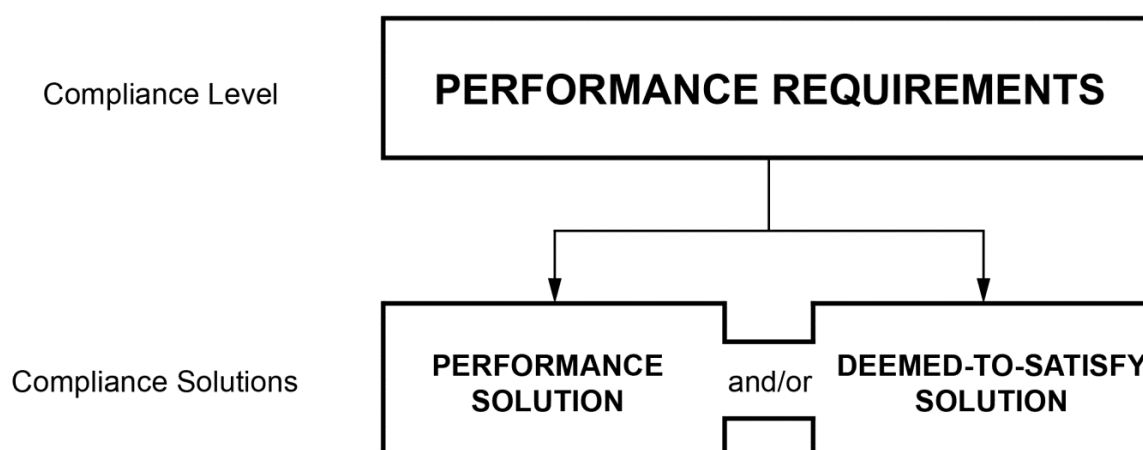 Compliance Level
PERFORMANCE REQUIREMENTS
Compliance Solutions
PERFORMANCE
SOLUTION
and/or
DEEMED-TO-SATISFY
SOLUTION